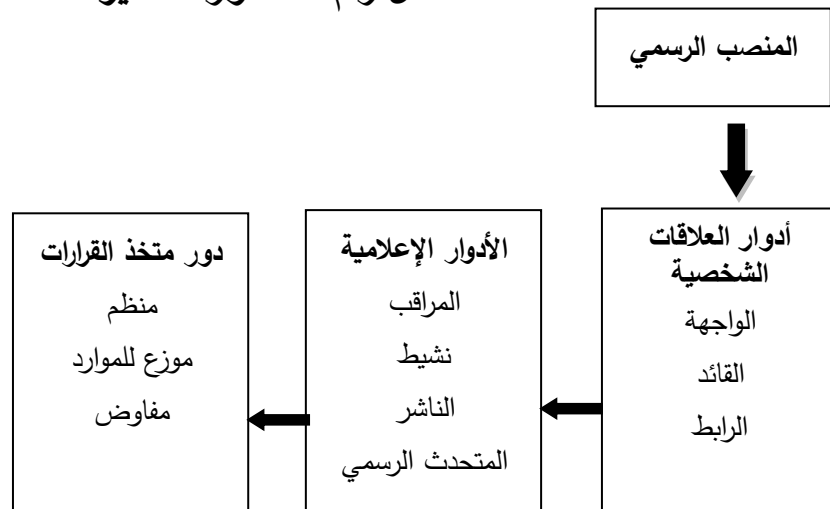 المنصب الرسمي
أدوار العلاقات
الشخصية
الواجهة
القائد
الرابط
الأدوار الإعلامية
المراقب
نشيط
الناشر
المتحدث الرسمي
دور متخذ القرارات
منظم
موزع للموارد
مفاوض